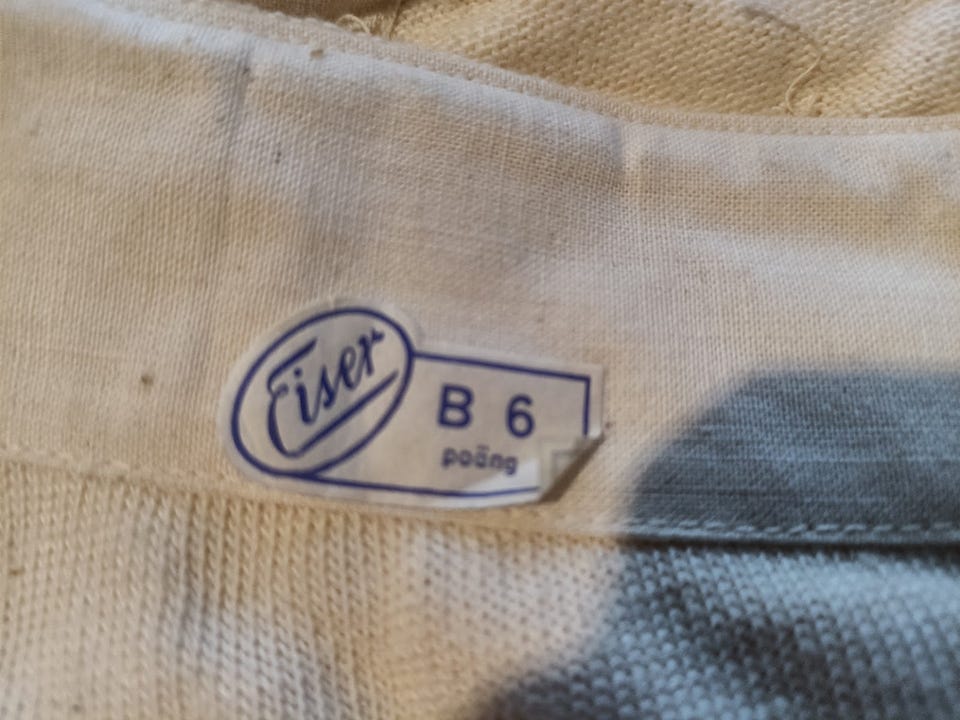 Eiser
B 6
poäng